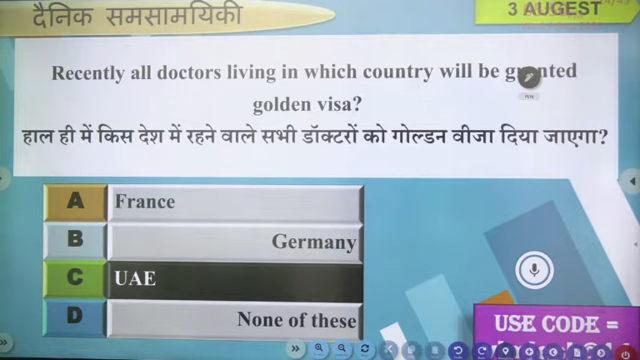 दैनिक समसामयिकी
3 AUGEST
Recently all doctors living in which country will be
golden visa?
हाल ही में किस देश में रहने वाले सभी डॉक्टरों को गोल्डन वीजा दिया जाएगा?
A France
B Germany
C UAE
D None of these
USE CODE =